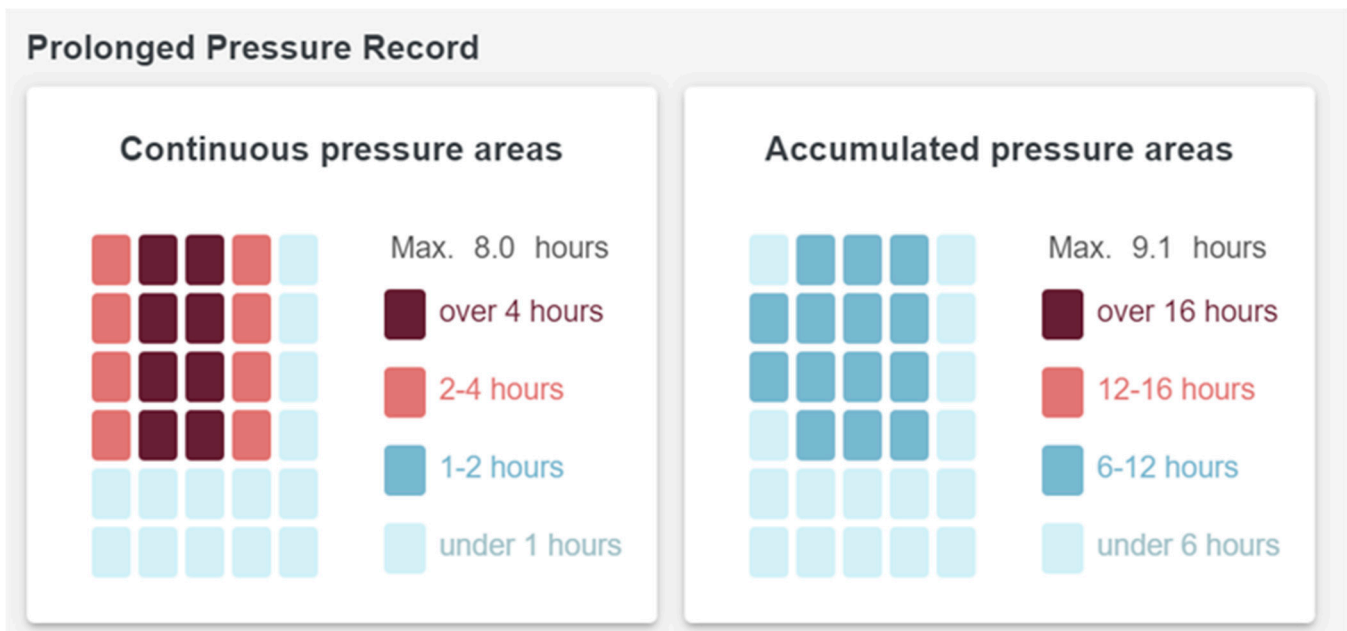 Prolonged Pressure Record
Continuous pressure areas
Max. 8.0 hours
over 4 hours
2-4 hours
1-2 hours
under 1 hours
Accumulated pressure areas
Max. 9.1 hours
over 16 hours
12-16 hours
6-12 hours
under 6 hours